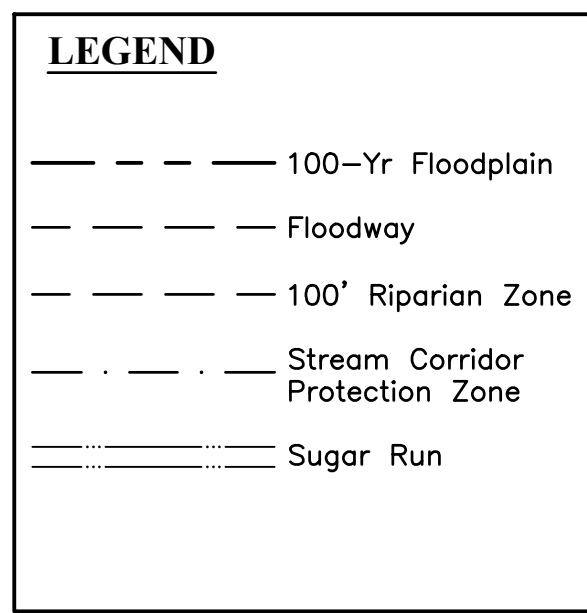 LEGEND
100-Yr Floodplain
Floodway
100' Riparian Zone
Stream Corridor
Protection Zone
Sugar Run